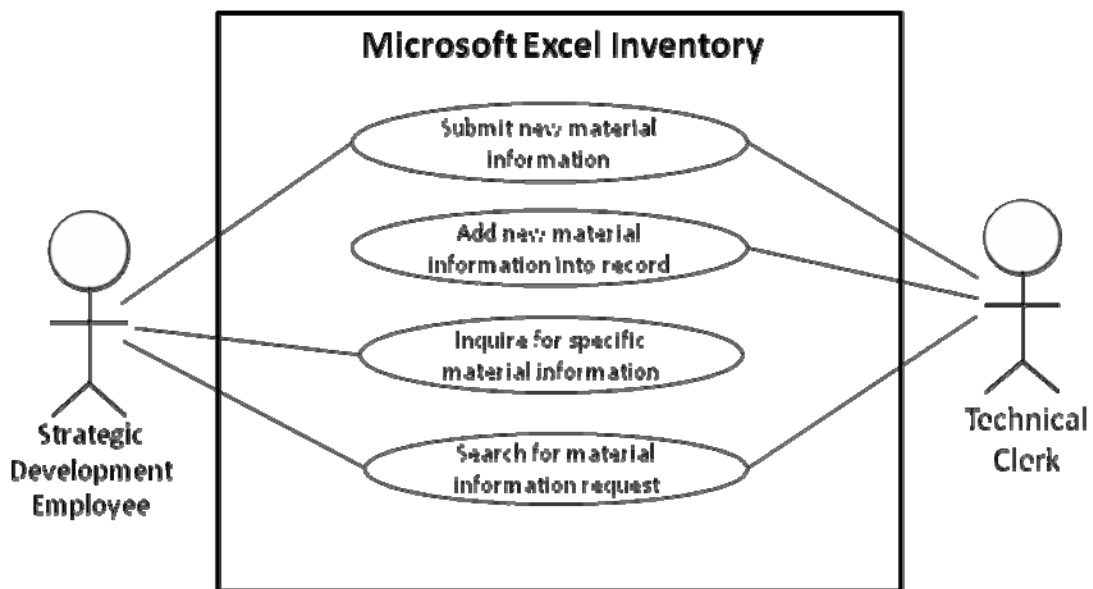 Microsoft Excel Inventory
Submit new material
information
Add new material
information into record
Inquire for specific
material information
Search for material
information request
Strategic
Development
Employee
Technical
Clerk